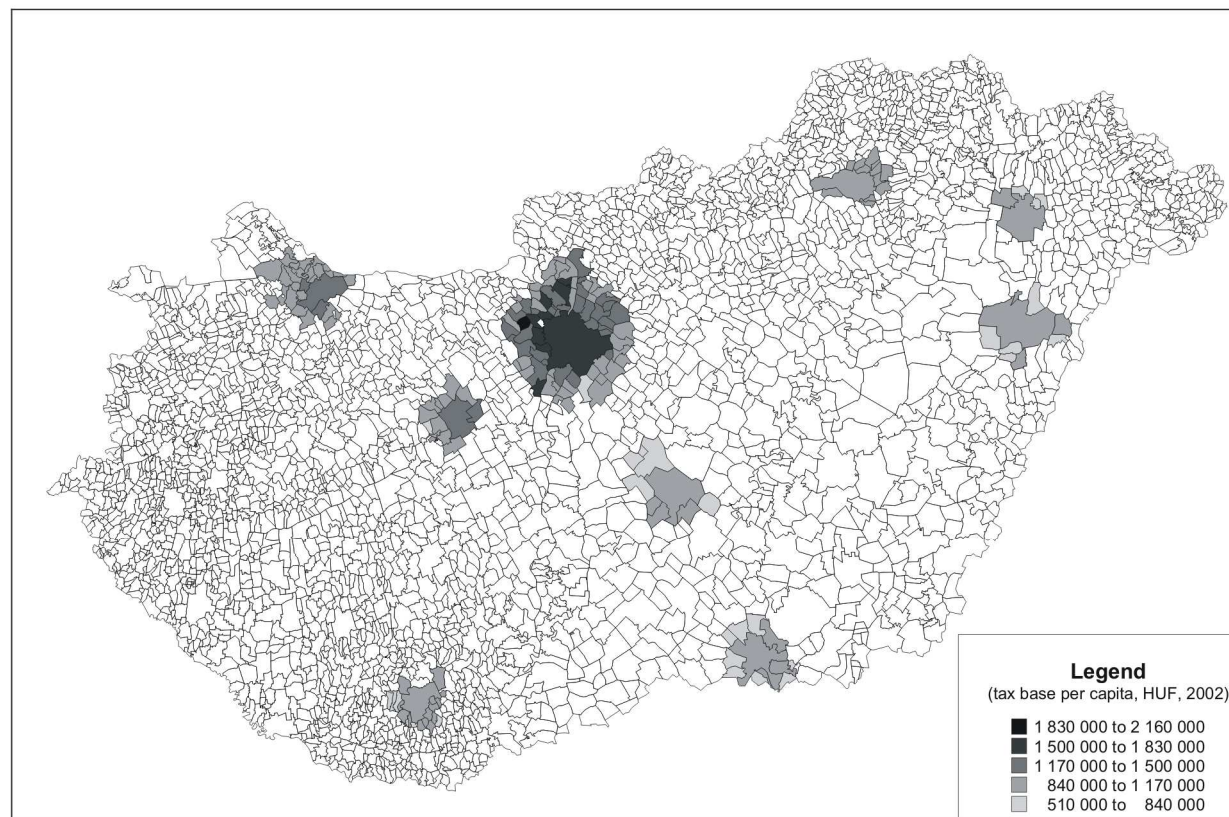 Legend
(tax base per capita, HUF, 2002)
1 830 000 to 2 160 000
1 500 000 to 1 830 000
1 170 000 to 1 500 000
840 000 to 1 170 000
510 000 to 840 000